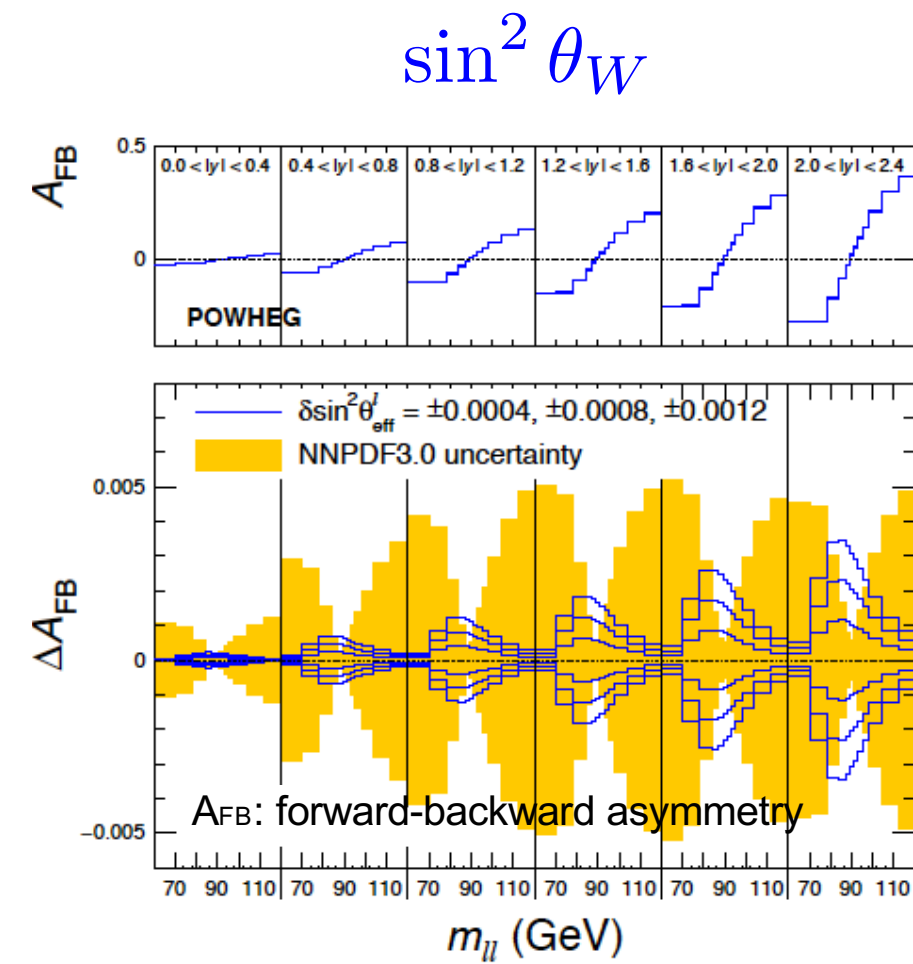 sin² θ_W
A_FB
0.5
0
0.0 < |y| < 0.4
0.4 < |y| < 0.8
0.8 < |y| < 1.2
1.2 < |y| < 1.6
1.6 < |y| < 2.0
2.0 < |y| < 2.4
POWHEG
δsin²θ^l_eff = ±0.0004, ±0.0008, ±0.0012
NNPDF3.0 uncertainty
ΔA_FB
0.005
0
−0.005
AFB: forward-backward asymmetry
70 90 110 70 90 110 70 90 110 70 90 110 70 90 110 70 90 110
m_ll (GeV)